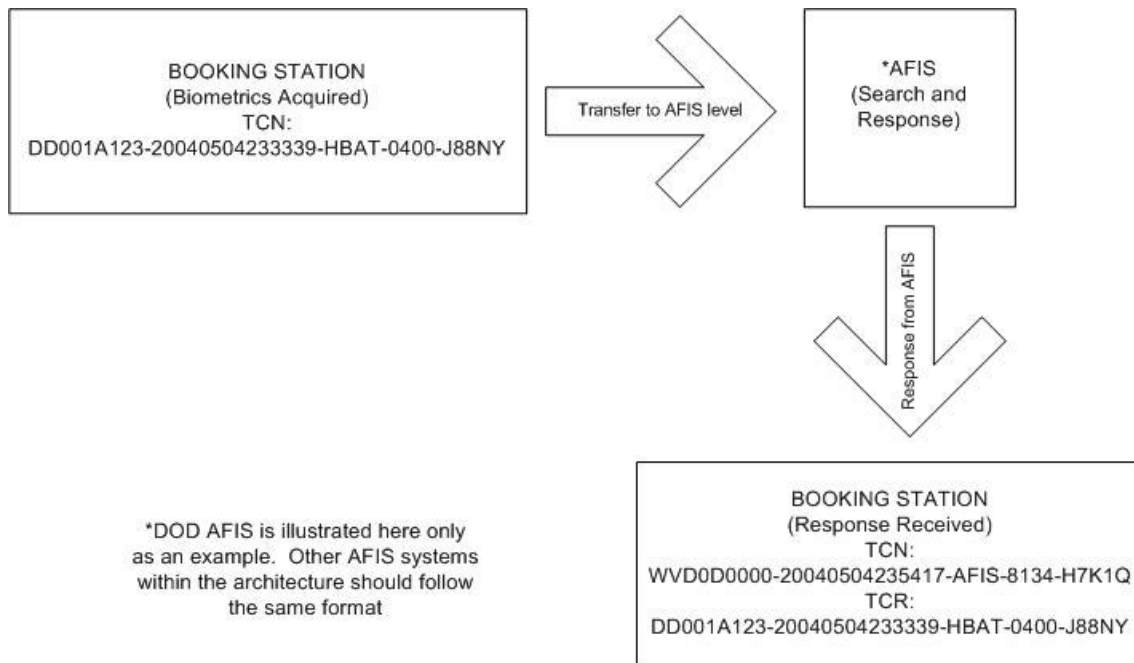 BOOKING STATION
(Biometrics Acquired)
TCN:
DD001A123-20040504233339-HBAT-0400-J88NY
Transfer to AFIS level
*AFIS
(Search and
Response)
Response from AFIS
BOOKING STATION
(Response Received)
TCN:
WVD0D0000-20040504235417-AFIS-8134-H7K1Q
TCR:
DD001A123-20040504233339-HBAT-0400-J88NY
*DOD AFIS is illustrated here only
as an example. Other AFIS systems
within the architecture should follow
the same format